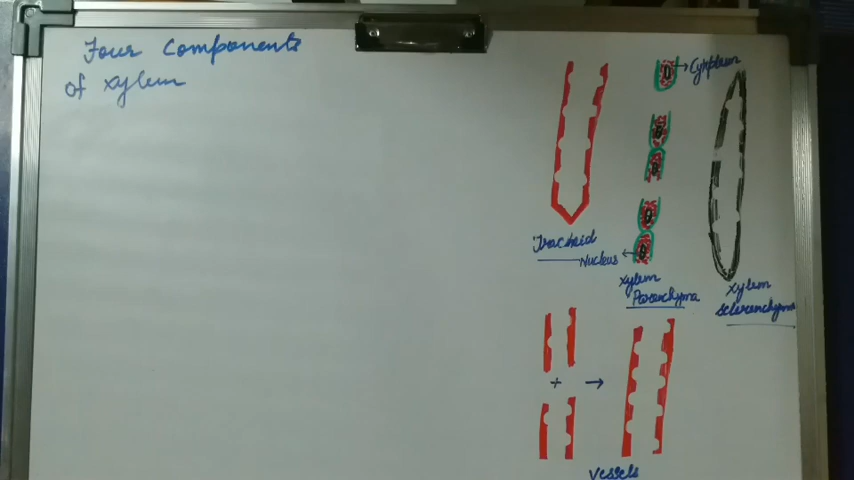 Four Components
of Xylem
Cytoplasm
Tracheid
Nucleus
Xylem
Parenchyma
Xylem
Sclerenchyma
+
Vessels